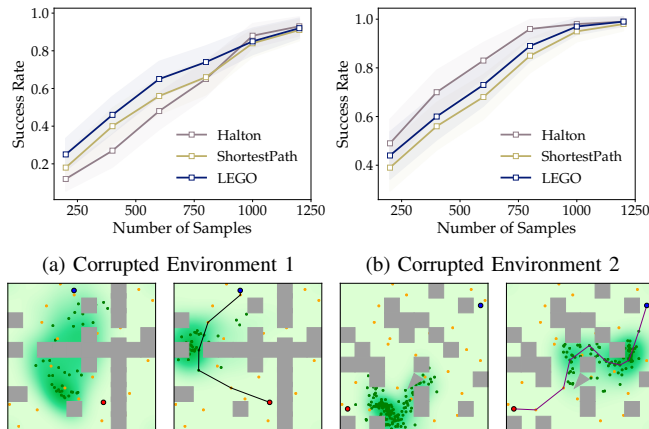 1.0
0.8
0.6
0.4
0.2
Success Rate
Halton
ShortestPath
LEGO
250 500 750 1000 1250
Number of Samples
(a) Corrupted Environment 1
1.0
0.8
0.6
0.4
Success Rate
Halton
ShortestPath
LEGO
250 500 750 1000 1250
Number of Samples
(b) Corrupted Environment 2